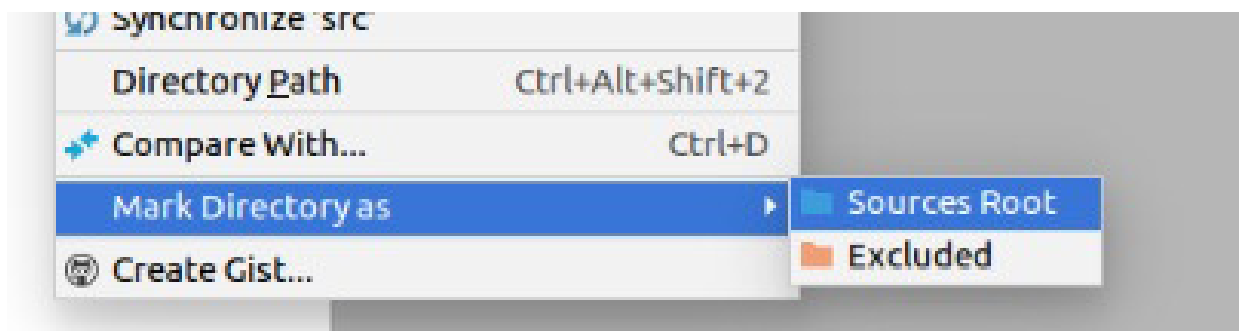 Synchronize 'src'
Directory Path Ctrl+Alt+Shift+2
Compare With... Ctrl+D
Mark Directory as Sources Root
Excluded
Create Gist...